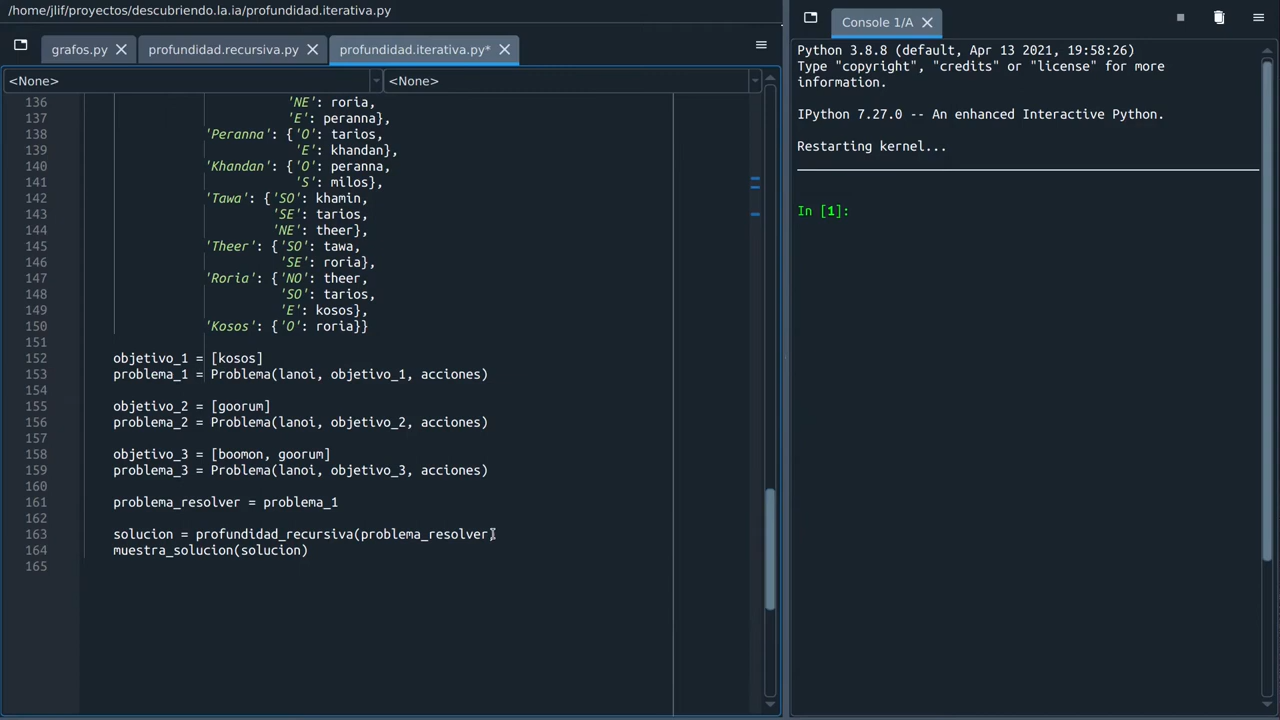 /home/jlif/proyectos/descubriendo.la.ia/profundidad.iterativa.py
grafos.py profundidad.recursiva.py profundidad.iterativa.py*
<None> <None>
136 'NE': roria,
137 'E': peranna},
138 'Peranna': {'O': tarios,
139 'E': khandan},
140 'Khandan': {'O': peranna,
141 'S': milos},
142 'Tawa': {'SO': khamin,
143 'SE': tarios,
144 'NE': theer},
145 'Theer': {'SO': tawa,
146 'SE': roria},
147 'Roria': {'NO': theer,
148 'SO': tarios,
149 'E': kosos},
150 'Kosos': {'O': roria}}
151
152 objetivo_1 = [kosos]
153 problema_1 = Problema(lanoi, objetivo_1, acciones)
154
155 objetivo_2 = [goorum]
156 problema_2 = Problema(lanoi, objetivo_2, acciones)
157
158 objetivo_3 = [boomon, goorum]
159 problema_3 = Problema(lanoi, objetivo_3, acciones)
160
161 problema_resolver = problema_1
162
163 solucion = profundidad_recursiva(problema_resolver)
164 muestra_solucion(solucion)
165
Console 1/A
Python 3.8.8 (default, Apr 13 2021, 19:58:26)
Type "copyright", "credits" or "license" for more
information.
IPython 7.27.0 -- An enhanced Interactive Python.
Restarting kernel...
In [1]: